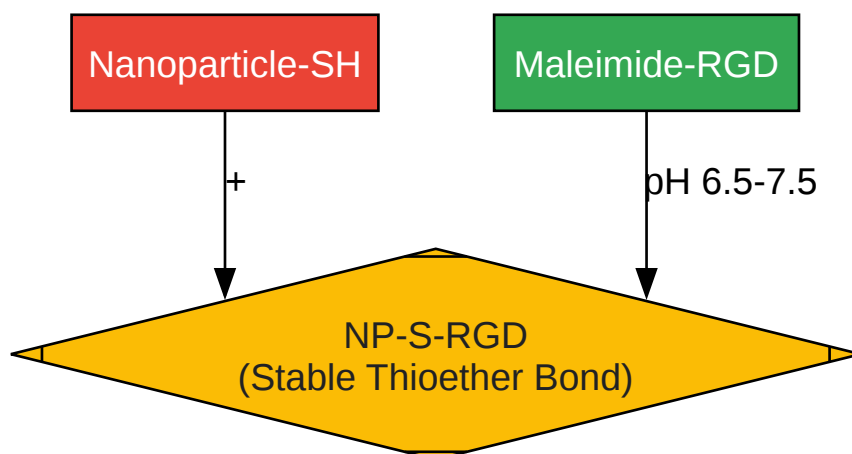 Nanoparticle-SH
Maleimide-RGD
+
pH 6.5-7.5
NP-S-RGD
(Stable Thioether Bond)